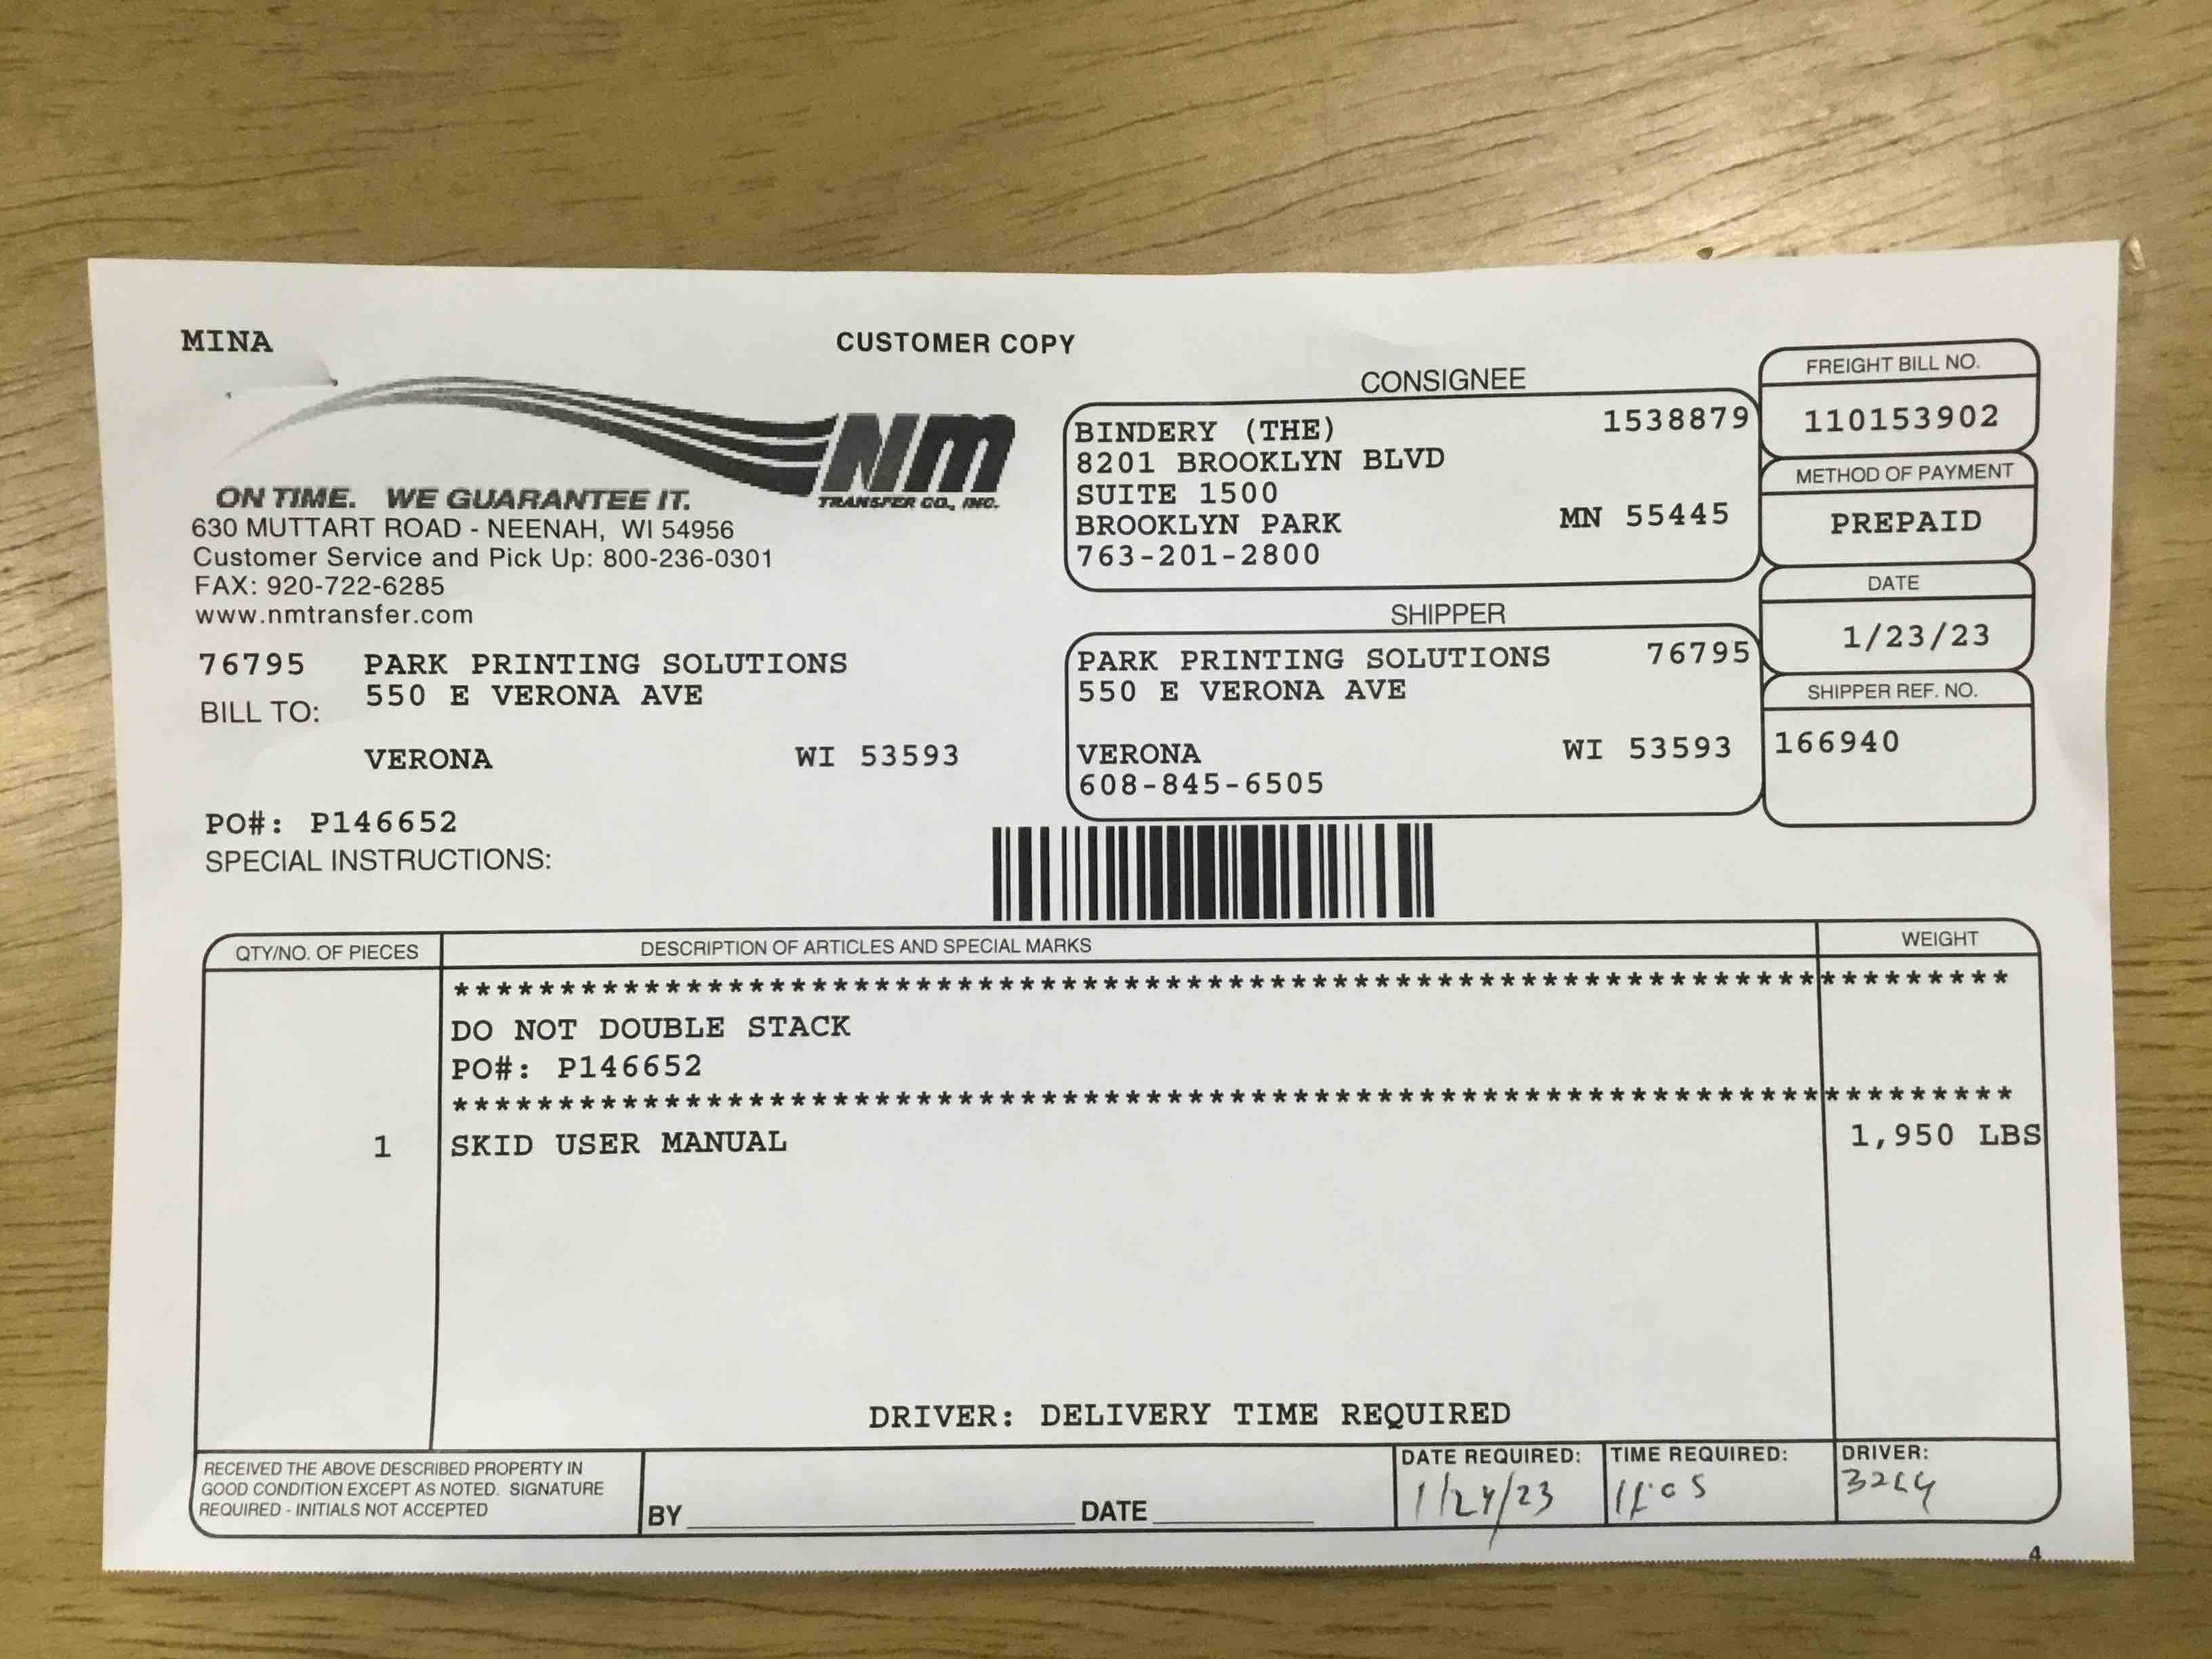 MINA
CUSTOMER COPY
NM
TRANSFER CO., INC.
ON TIME. WE GUARANTEE IT.
630 MUTTART ROAD - NEENAH, WI 54956
Customer Service and Pick Up: 800-236-0301
FAX: 920-722-6285
www.nmtransfer.com
76795 PARK PRINTING SOLUTIONS
BILL TO: 550 E VERONA AVE
VERONA WI 53593
PO#: P146652
SPECIAL INSTRUCTIONS:
CONSIGNEE
BINDERY (THE) 1538879
8201 BROOKLYN BLVD
SUITE 1500
BROOKLYN PARK MN 55445
763-201-2800
SHIPPER
PARK PRINTING SOLUTIONS 76795
550 E VERONA AVE
VERONA WI 53593
608-845-6505
FREIGHT BILL NO.
110153902
METHOD OF PAYMENT
PREPAID
DATE
1/23/23
SHIPPER REF. NO.
166940
QTY/NO. OF PIECES DESCRIPTION OF ARTICLES AND SPECIAL MARKS WEIGHT
**************************************************************************
DO NOT DOUBLE STACK
PO#: P146652
**************************************************************************
1 SKID USER MANUAL 1,950 LBS
DRIVER: DELIVERY TIME REQUIRED
RECEIVED THE ABOVE DESCRIBED PROPERTY IN
GOOD CONDITION EXCEPT AS NOTED. SIGNATURE
REQUIRED - INITIALS NOT ACCEPTED
BY DATE
DATE REQUIRED:
1/24/23
TIME REQUIRED:
DRIVER:
4